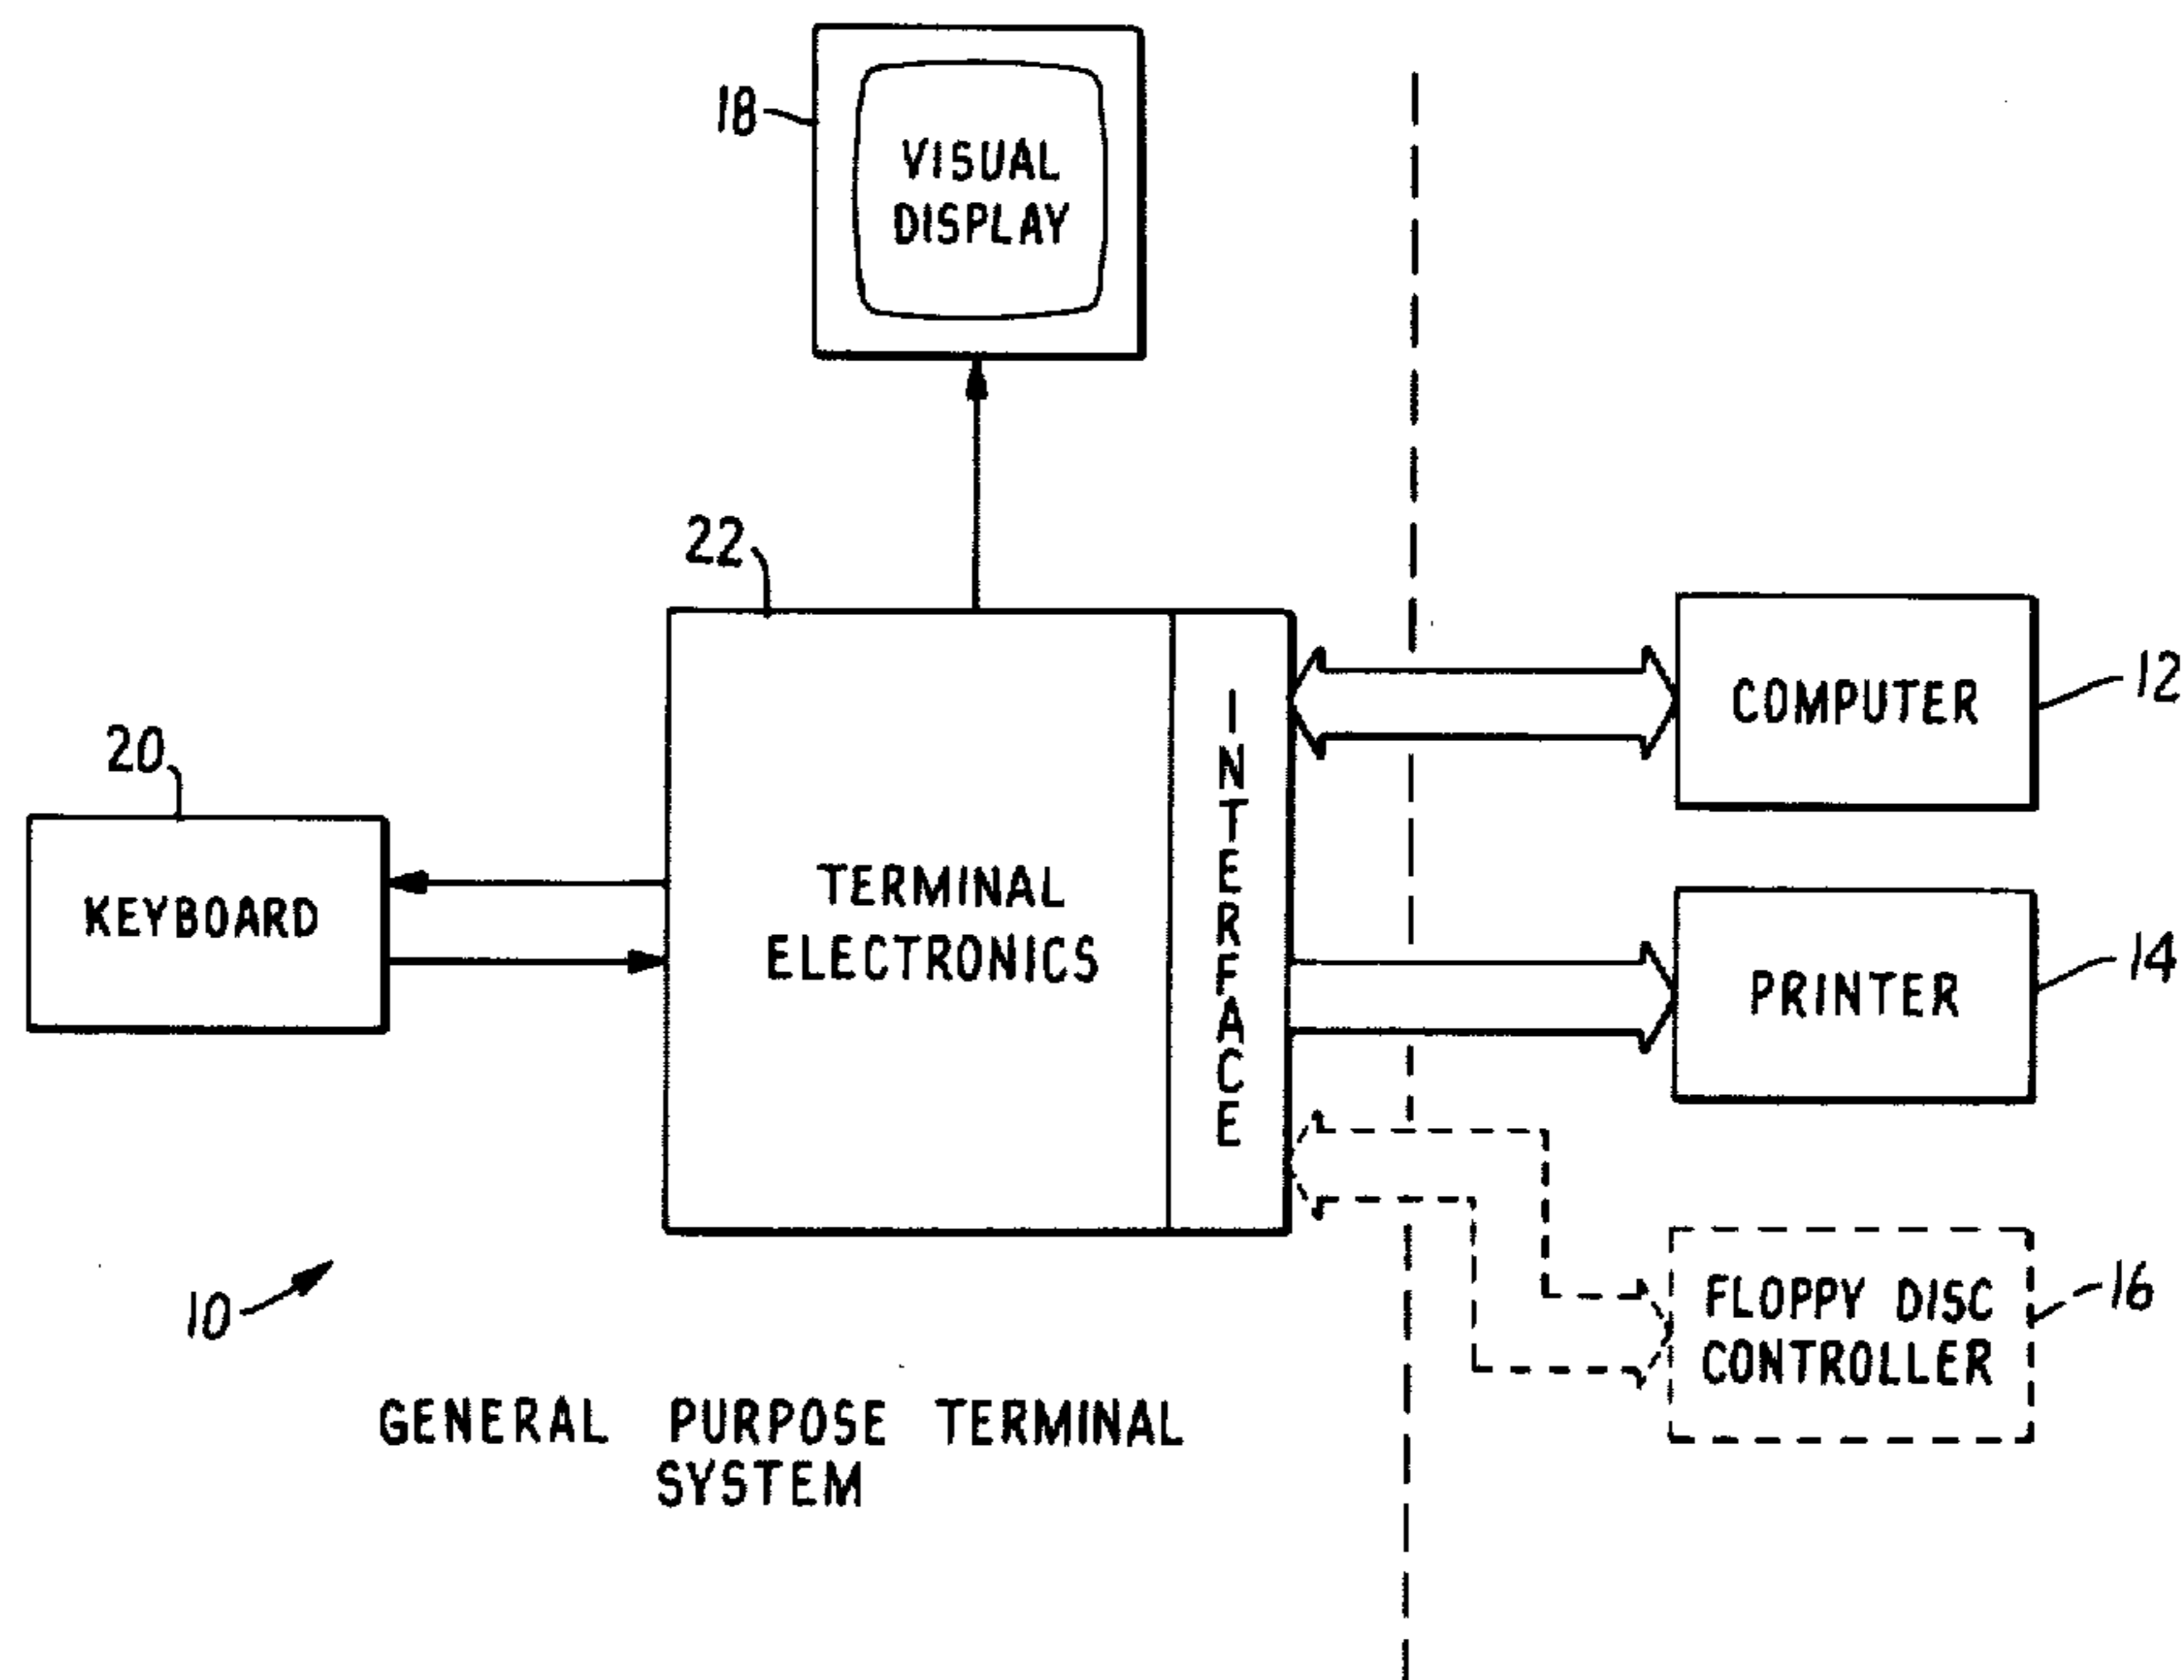 18
VISUAL
DISPLAY
22
12
COMPUTER
20
KEYBOARD
TERMINAL
ELECTRONICS
INTERFACE
14
PRINTER
10
16
FLOPPY DISC
CONTROLLER
GENERAL PURPOSE TERMINAL
SYSTEM